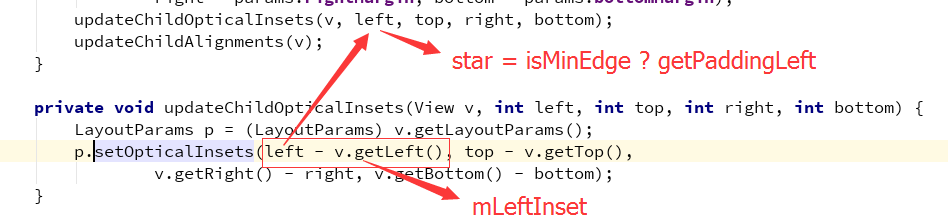 updateChildOpticalInsets(v, left, top, right, bottom);
updateChildAlignments(v);
star = isMinEdge ? getPaddingLeft
}
private void updateChildOpticalInsets(View v, int left, int top, int right, int bottom) {
LayoutParams p = (LayoutParams) v.getLayoutParams();
p.setOpticalInsets(left - v.getLeft(), top - v.getTop(),
v.getRight() - right, v.getBottom() - bottom);
}
mLeftInset